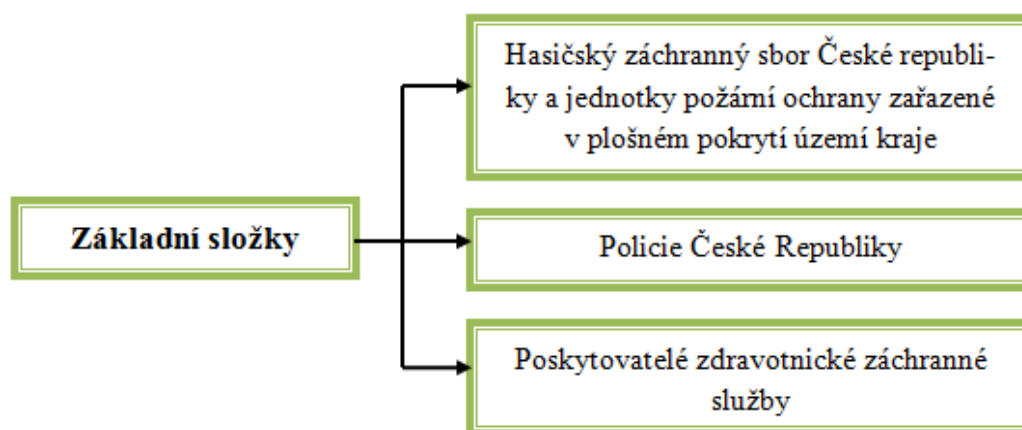 Hasičský záchranný sbor České republi-
ky a jednotky požární ochrany zařazené
v plošném pokrytí území kraje
Základní složky
Policie České Republiky
Poskytovatelé zdravotnické záchranné
služby